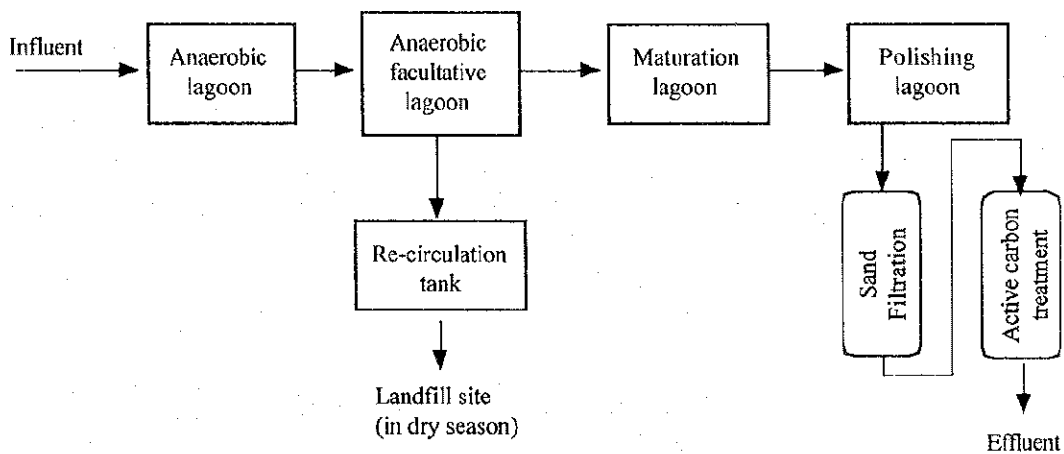 Influent
Anaerobic
lagoon
Anaerobic
facultative
lagoon
Maturation
lagoon
Polishing
lagoon
Re-circulation
tank
Landfill site
(in dry season)
Sand
Filtration
Active carbon
treatment
Effluent